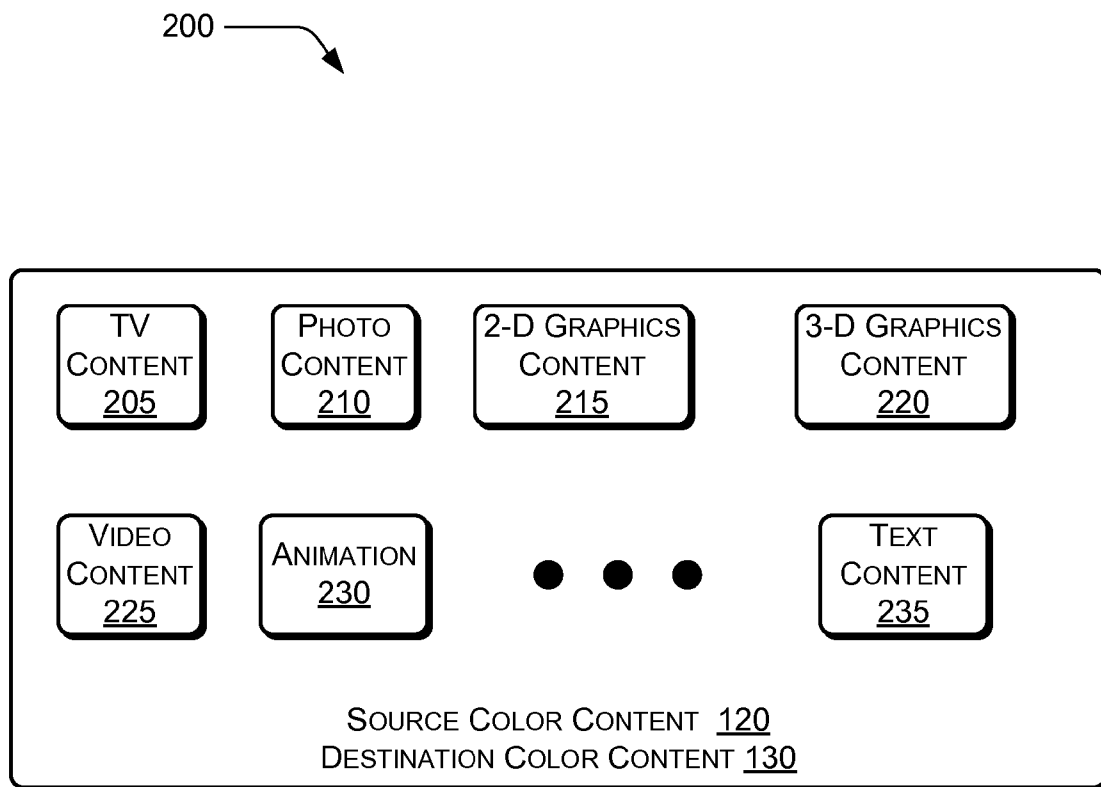 200
TV
CONTENT
205
PHOTO
CONTENT
210
2-D GRAPHICS
CONTENT
215
3-D GRAPHICS
CONTENT
220
VIDEO
CONTENT
225
ANIMATION
230
TEXT
CONTENT
235
SOURCE COLOR CONTENT 120
DESTINATION COLOR CONTENT 130